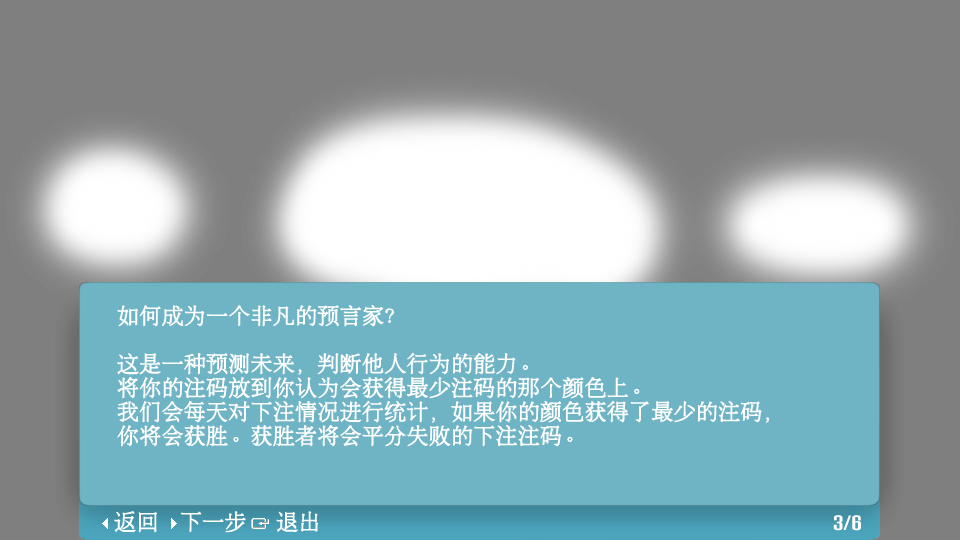 如何成为一个非凡的预言家?
这是一种预测未来，判断他人行为的能力。
将你的注码放到你认为会获得最少注码的那个颜色上。
我们会每天对下注情况进行统计，如果你的颜色获得了最少的注码，
你将会获胜。获胜者将会平分失败的下注注码。
返回 下一步 退出 3/6